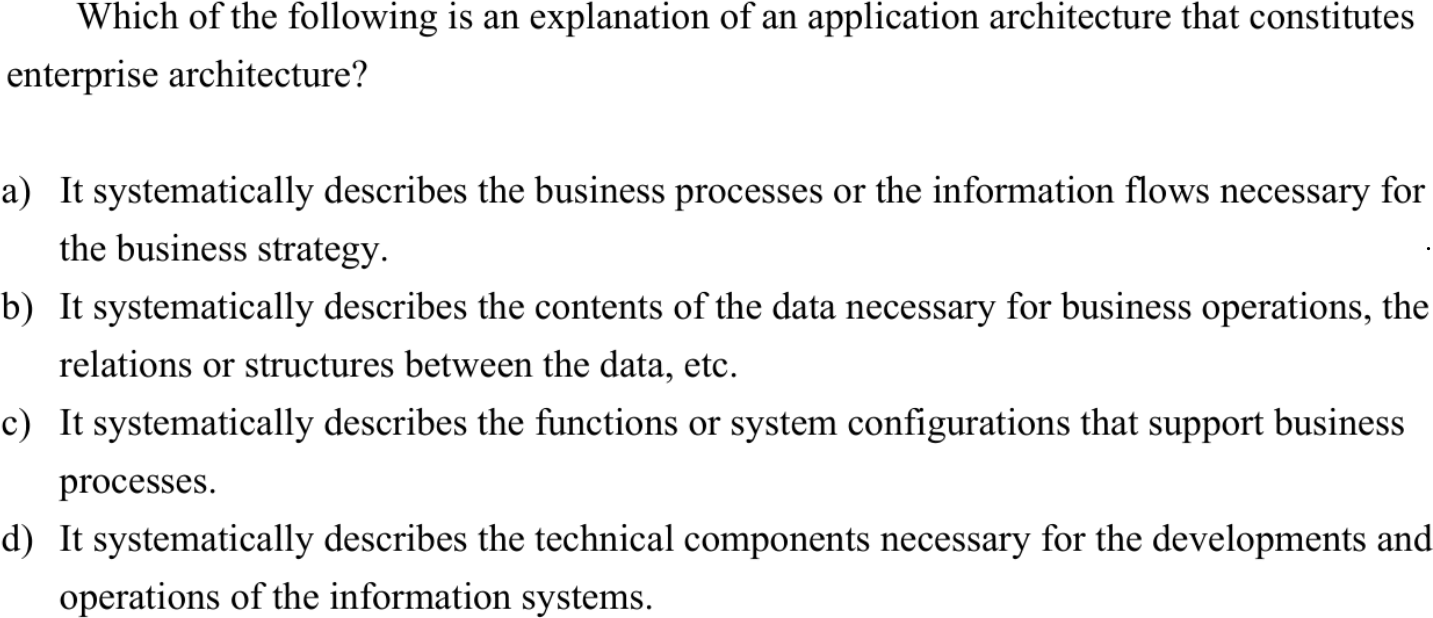 Which of the following is an explanation of an application architecture that constitutes
enterprise architecture?
a) It systematically describes the business processes or the information flows necessary for
the business strategy.
b) It systematically describes the contents of the data necessary for business operations, the
relations or structures between the data, etc.
c) It systematically describes the functions or system configurations that support business
processes.
d) It systematically describes the technical components necessary for the developments and
operations of the information systems.